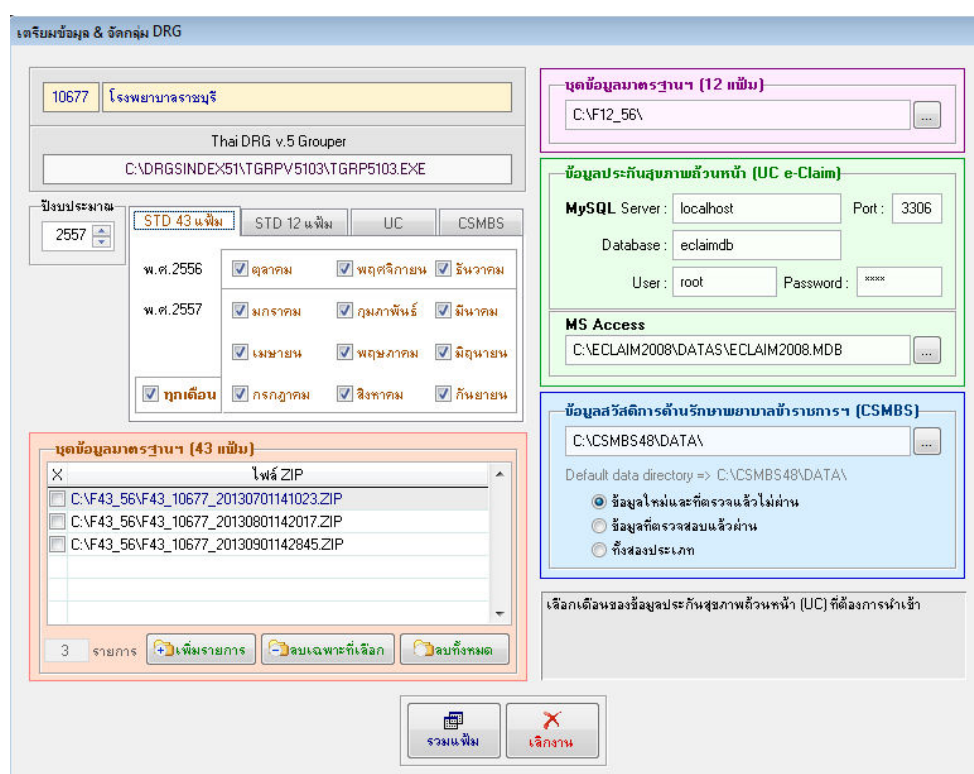 เตรียมข้อมูล & จัดกลุ่ม DRG
10677 โรงพยาบาลราชบุรี
Thai DRG v.5 Grouper
C:\DRGSINDEX51\TGRPV5103\TGRP5103.EXE
ปีงบประมาณ
2557
STD 43 แฟ้ม STD 12 แฟ้ม UC CSMBS
พ.ศ.2556 ตุลาคม พฤศจิกายน ธันวาคม
พ.ศ.2557 มกราคม กุมภาพันธ์ มีนาคม
เมษายน พฤษภาคม มิถุนายน
ทุกเดือน กรกฎาคม สิงหาคม กันยายน
ชุดข้อมูลมาตรฐานฯ (43 แฟ้ม)
X ไฟล์ ZIP
C:\F43_56\F43_10677_20130701141023.ZIP
C:\F43_56\F43_10677_20130801142017.ZIP
C:\F43_56\F43_10677_20130901142845.ZIP
3 รายการ เพิ่มรายการ ลบเฉพาะที่เลือก ลบทั้งหมด
ชุดข้อมูลมาตรฐานฯ (12 แฟ้ม)
C:\F12_56\ ...
ข้อมูลประกันสุขภาพถ้วนหน้า (UC e-Claim)
MySQL Server : localhost Port : 3306
Database : eclaimdb
User : root Password : ****
MS Access
C:\ECLAIM2008\DATAS\ECLAIM2008.MDB ...
ข้อมูลสวัสดิการด้านรักษาพยาบาลข้าราชการฯ (CSMBS)
C:\CSMBS48\DATA\ ...
Default data directory => C:\CSMBS48\DATA\
ข้อมูลใหม่และที่ตรวจแล้วไม่ผ่าน
ข้อมูลที่ตรวจสอบแล้วผ่าน
ทั้งสองประเภท
เลือกเดือนของข้อมูลประกันสุขภาพถ้วนหน้า (UC) ที่ต้องการนำเข้า
รวมแฟ้ม เลิกงาน